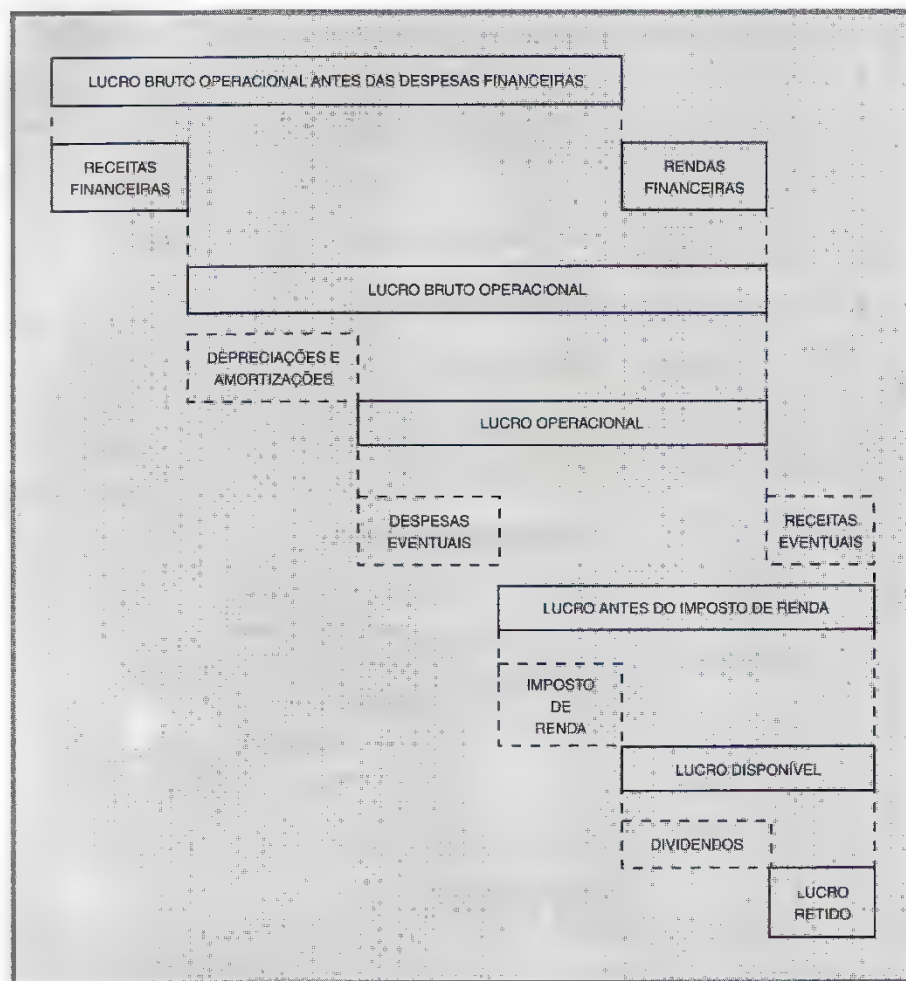 LUCRO BRUTO OPERACIONAL ANTES DAS DESPESAS FINANCEIRAS
RECEITAS
FINANCEIRAS
RENDAS
FINANCEIRAS
LUCRO BRUTO OPERACIONAL
DEPRECIAÇÕES E
AMORTIZAÇÕES
LUCRO OPERACIONAL
DESPESAS
EVENTUAIS
RECEITAS
EVENTUAIS
LUCRO ANTES DO IMPOSTO DE RENDA
IMPOSTO
DE
RENDA
LUCRO DISPONÍVEL
DIVIDENDOS
LUCRO
RETIDO